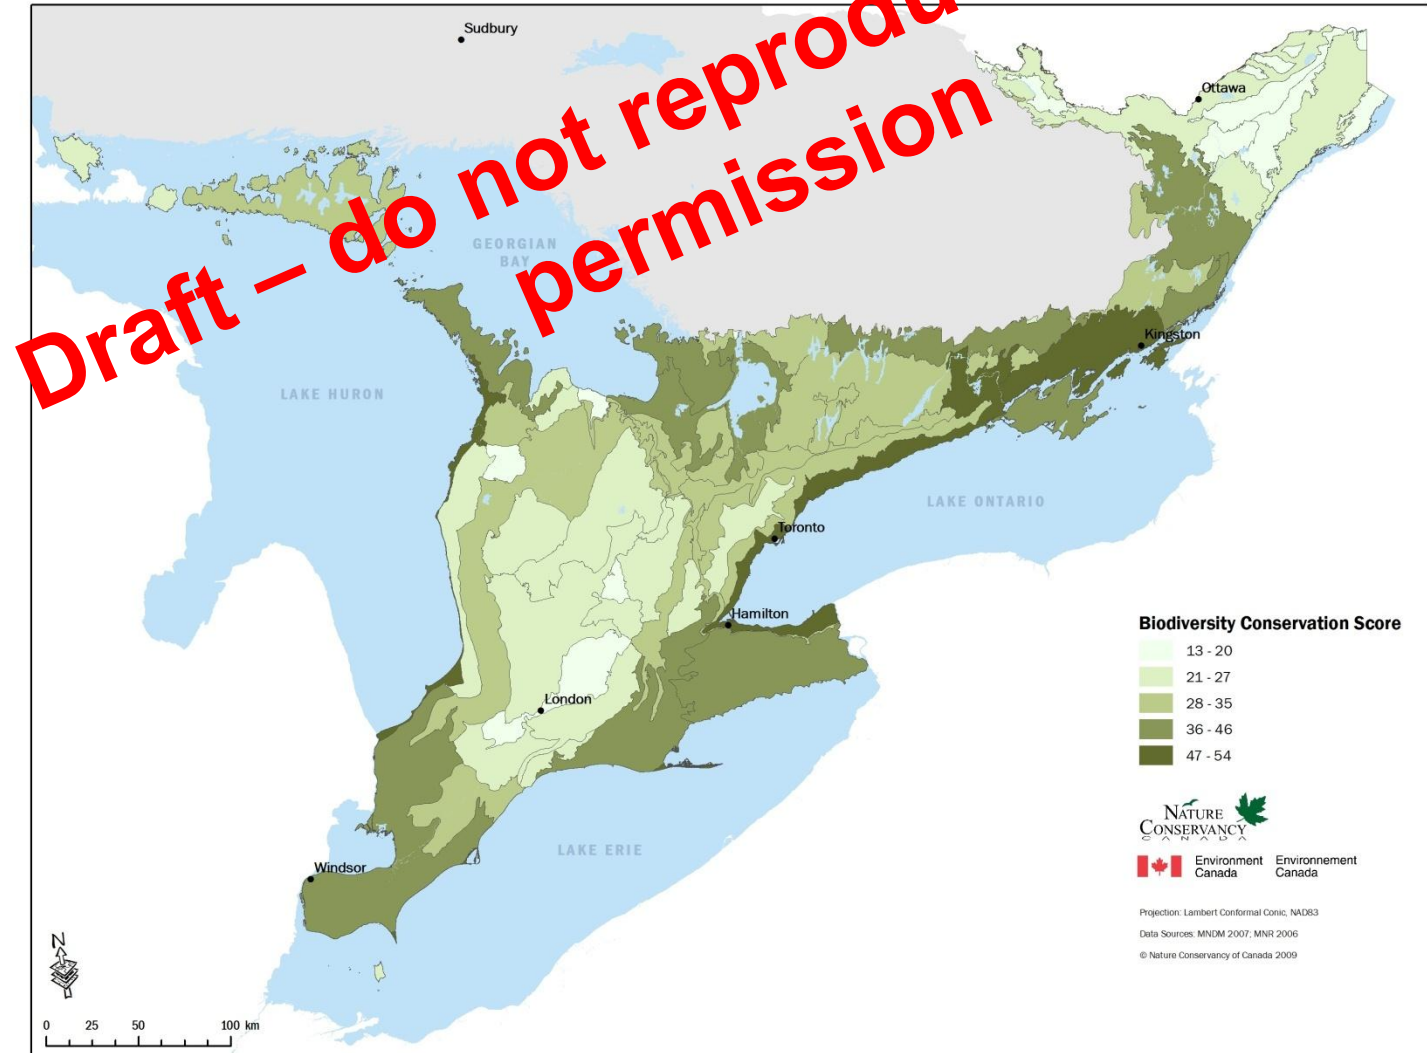 Sudbury
Ottawa
Draft – do not reprodu
permission
GEORGIAN
BAY
Kingston
LAKE HURON
LAKE ONTARIO
Toronto
Hamilton
London
LAKE ERIE
Windsor
Biodiversity Conservation Score
13 - 20
21 - 27
28 - 35
36 - 46
47 - 54
NATURE
CONSERVANCY
CANADA
Environment Environnement
Canada Canada
Projection: Lambert Conformal Conic, NAD83
Data Sources: MNDM 2007; MNR 2006
© Nature Conservancy of Canada 2009
N
0 25 50 100 km